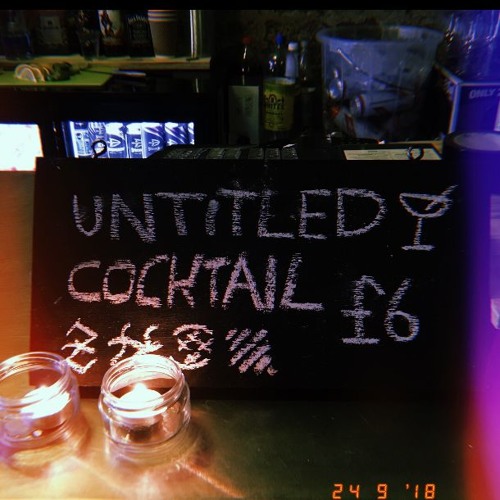 UNTITLED
COCKTAIL
£6
24 9 '18